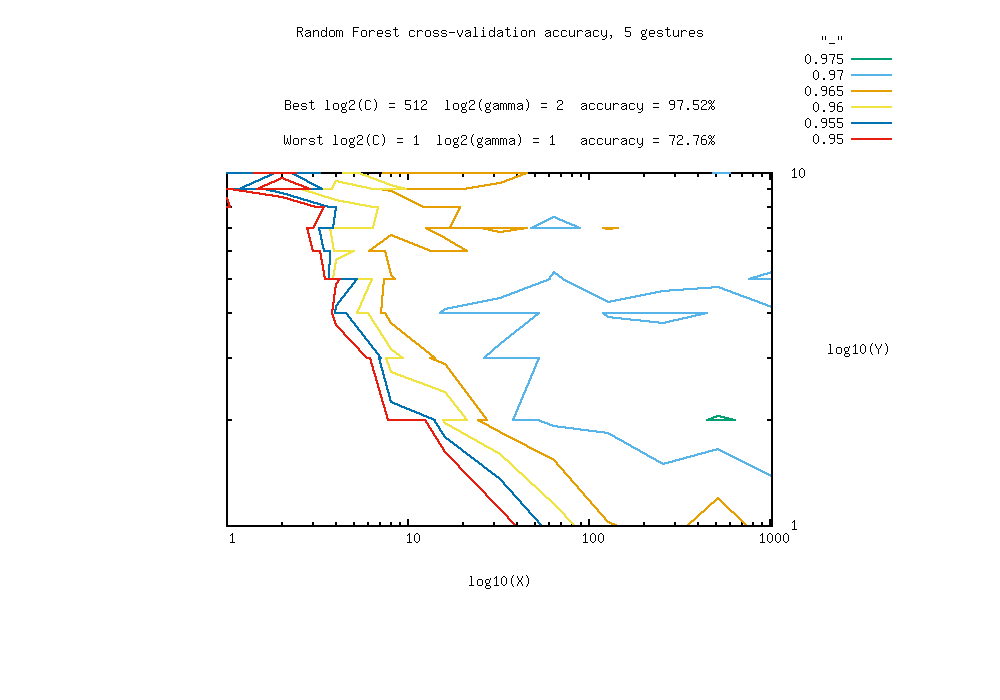 Random Forest cross-validation accuracy, 5 gestures
"_"
0.975
0.97
0.965
0.96
0.955
0.95
Best log2(C) = 512  log2(gamma) = 2  accuracy = 97.52%
Worst log2(C) = 1  log2(gamma) = 1   accuracy = 72.76%
10
log10(Y)
1
1 10 100 1000
log10(X)